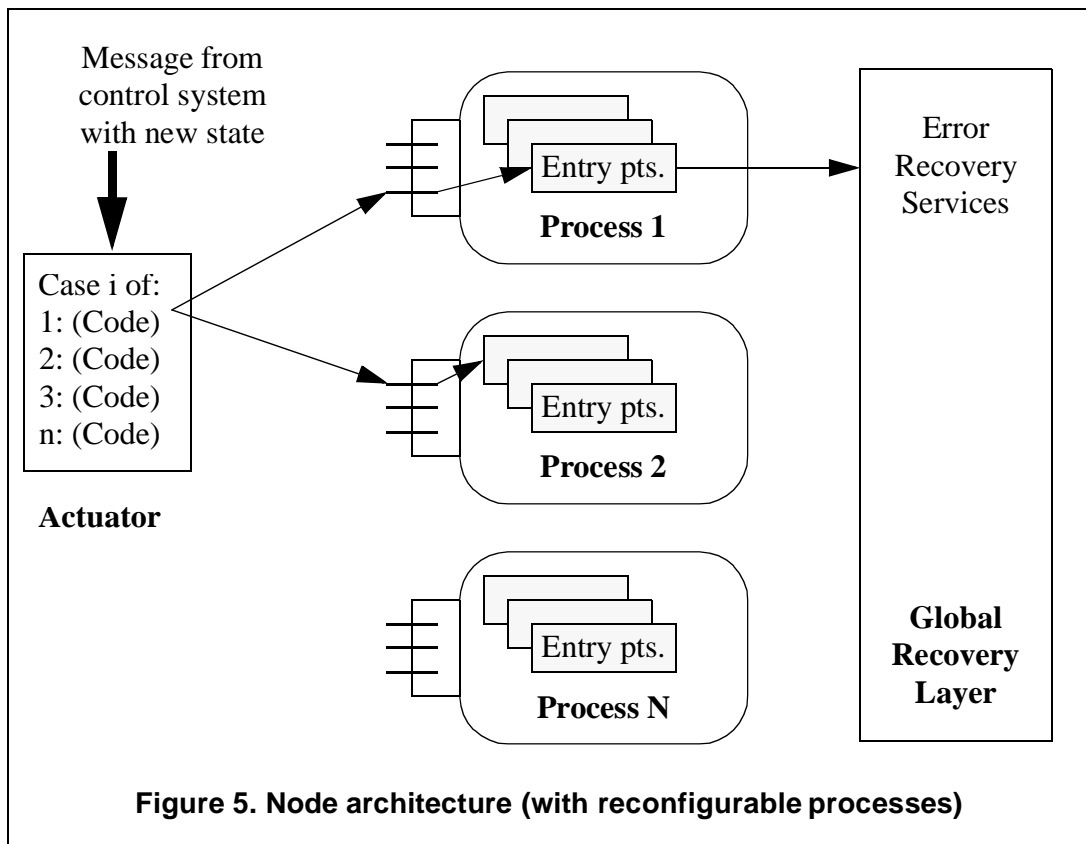 Message from
control system
with new state
Case i of:
1: (Code)
2: (Code)
3: (Code)
n: (Code)
Actuator
Entry pts.
Process 1
Entry pts.
Process 2
Entry pts.
Process N
Error
Recovery
Services
Global
Recovery
Layer
Figure 5. Node architecture (with reconfigurable processes)